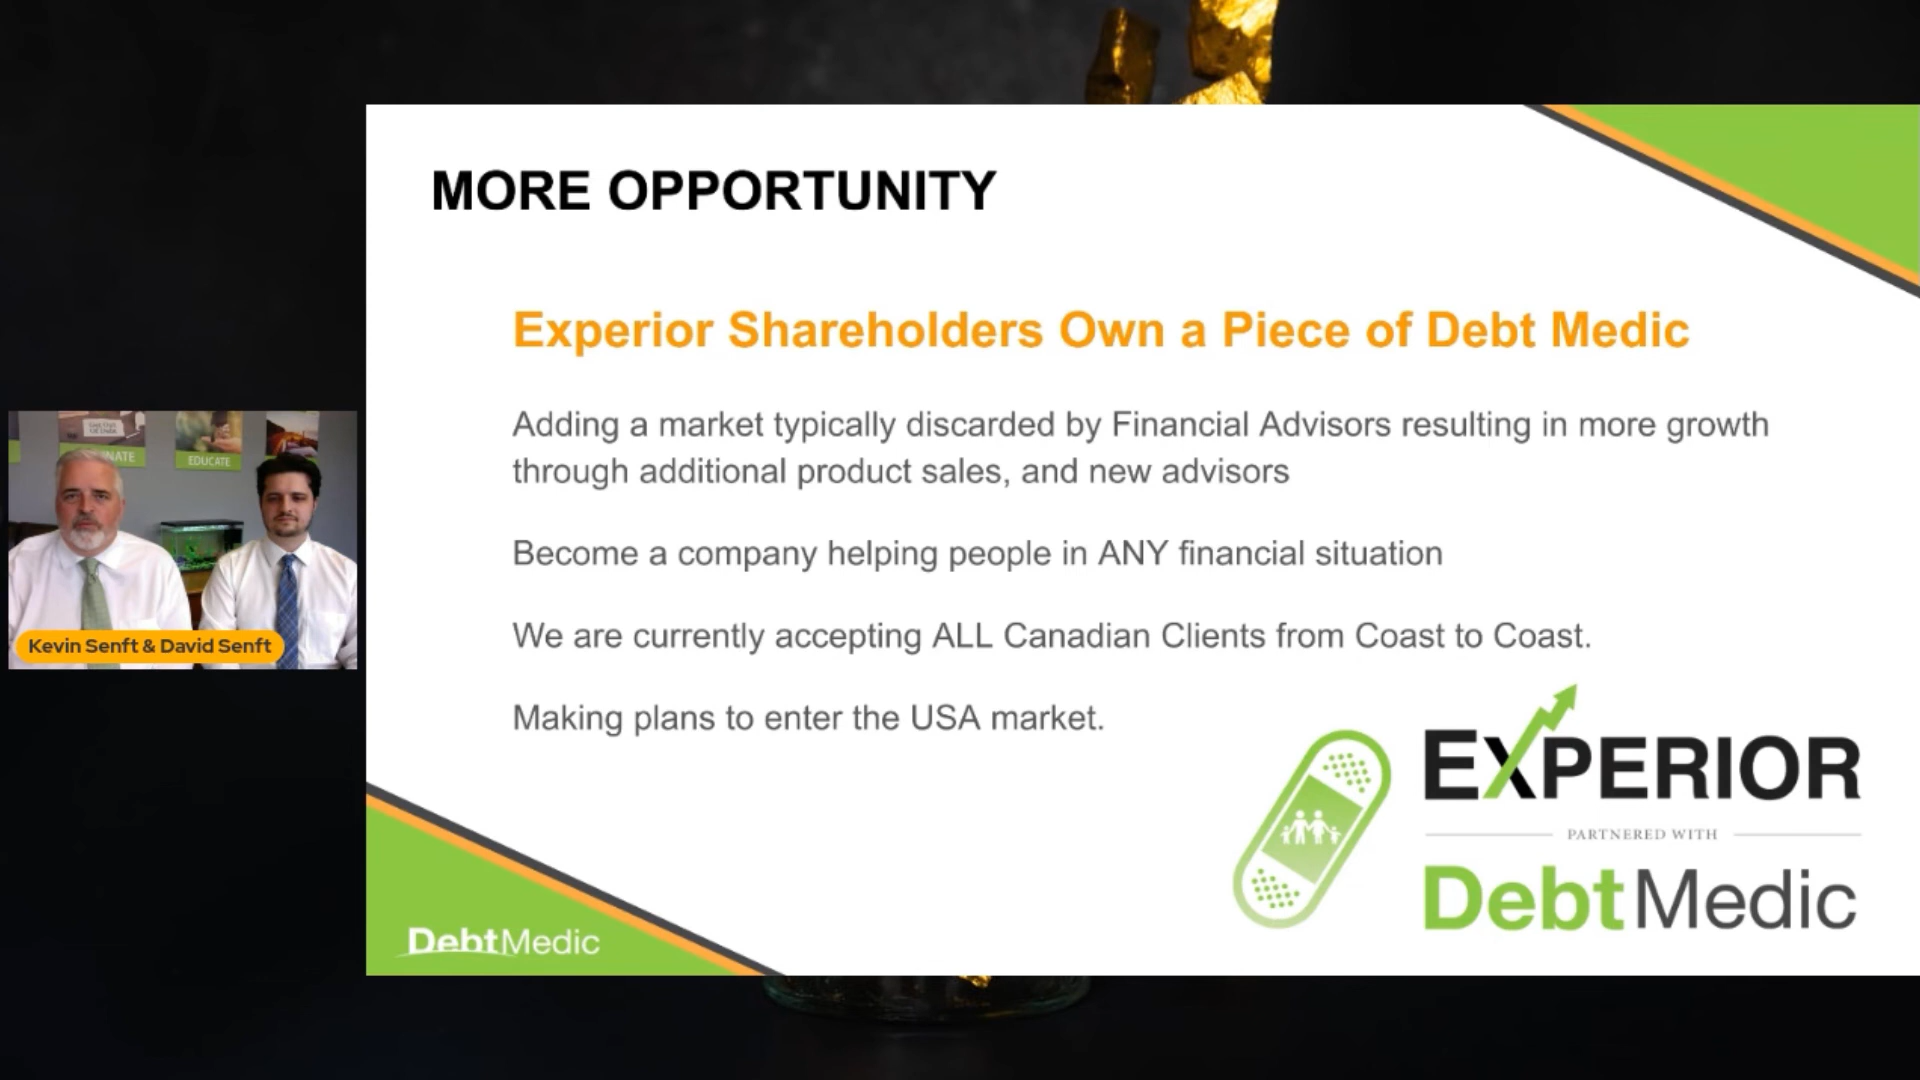 MORE OPPORTUNITY
Experior Shareholders Own a Piece of Debt Medic
Adding a market typically discarded by Financial Advisors resulting in more growth
through additional product sales, and new advisors
Become a company helping people in ANY financial situation
We are currently accepting ALL Canadian Clients from Coast to Coast.
Making plans to enter the USA market.
EXPERIOR
PARTNERED WITH
DebtMedic
DebtMedic
EDUCATE
Kevin Senft & David Senft